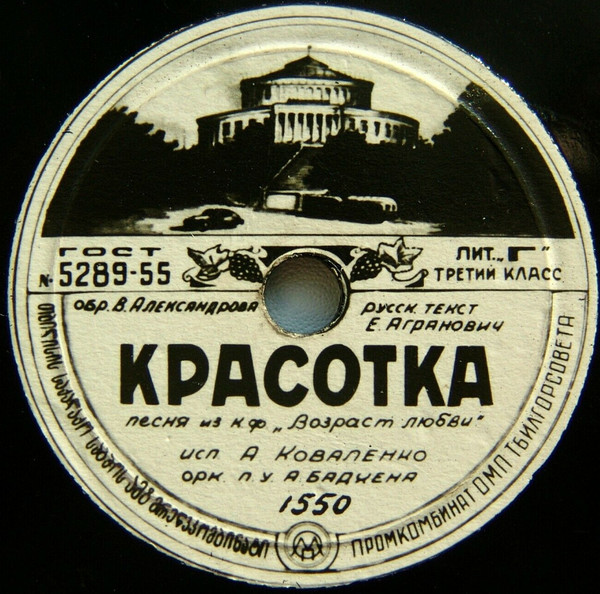 ГОСТ
№ 5289-55
ЛИТ. „Г"
ТРЕТИЙ КЛАСС
ОБР. В. АЛЕКСАНДРОВА
РУССК. ТЕКСТ
Е. АГРАНОВИЧ
КРАСОТКА
песня из к.ф. „Возраст любви"
исп. А КОВАЛЕНКО
орк. п.у. А. БАДХЕНА
1550
ПРОМКОМБИНАТ ОМП ТБИЛГОРСОВЕТА